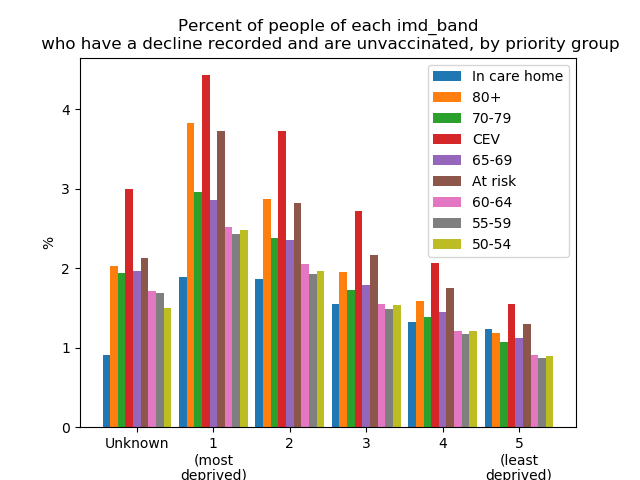 Percent of people of each imd_band
who have a decline recorded and are unvaccinated, by priority group
In care home
80+
70-79
CEV
65-69
At risk
60-64
55-59
50-54
%
4
3
2
1
0
Unknown
1
(most
deprived)
2
3
4
5
(least
deprived)